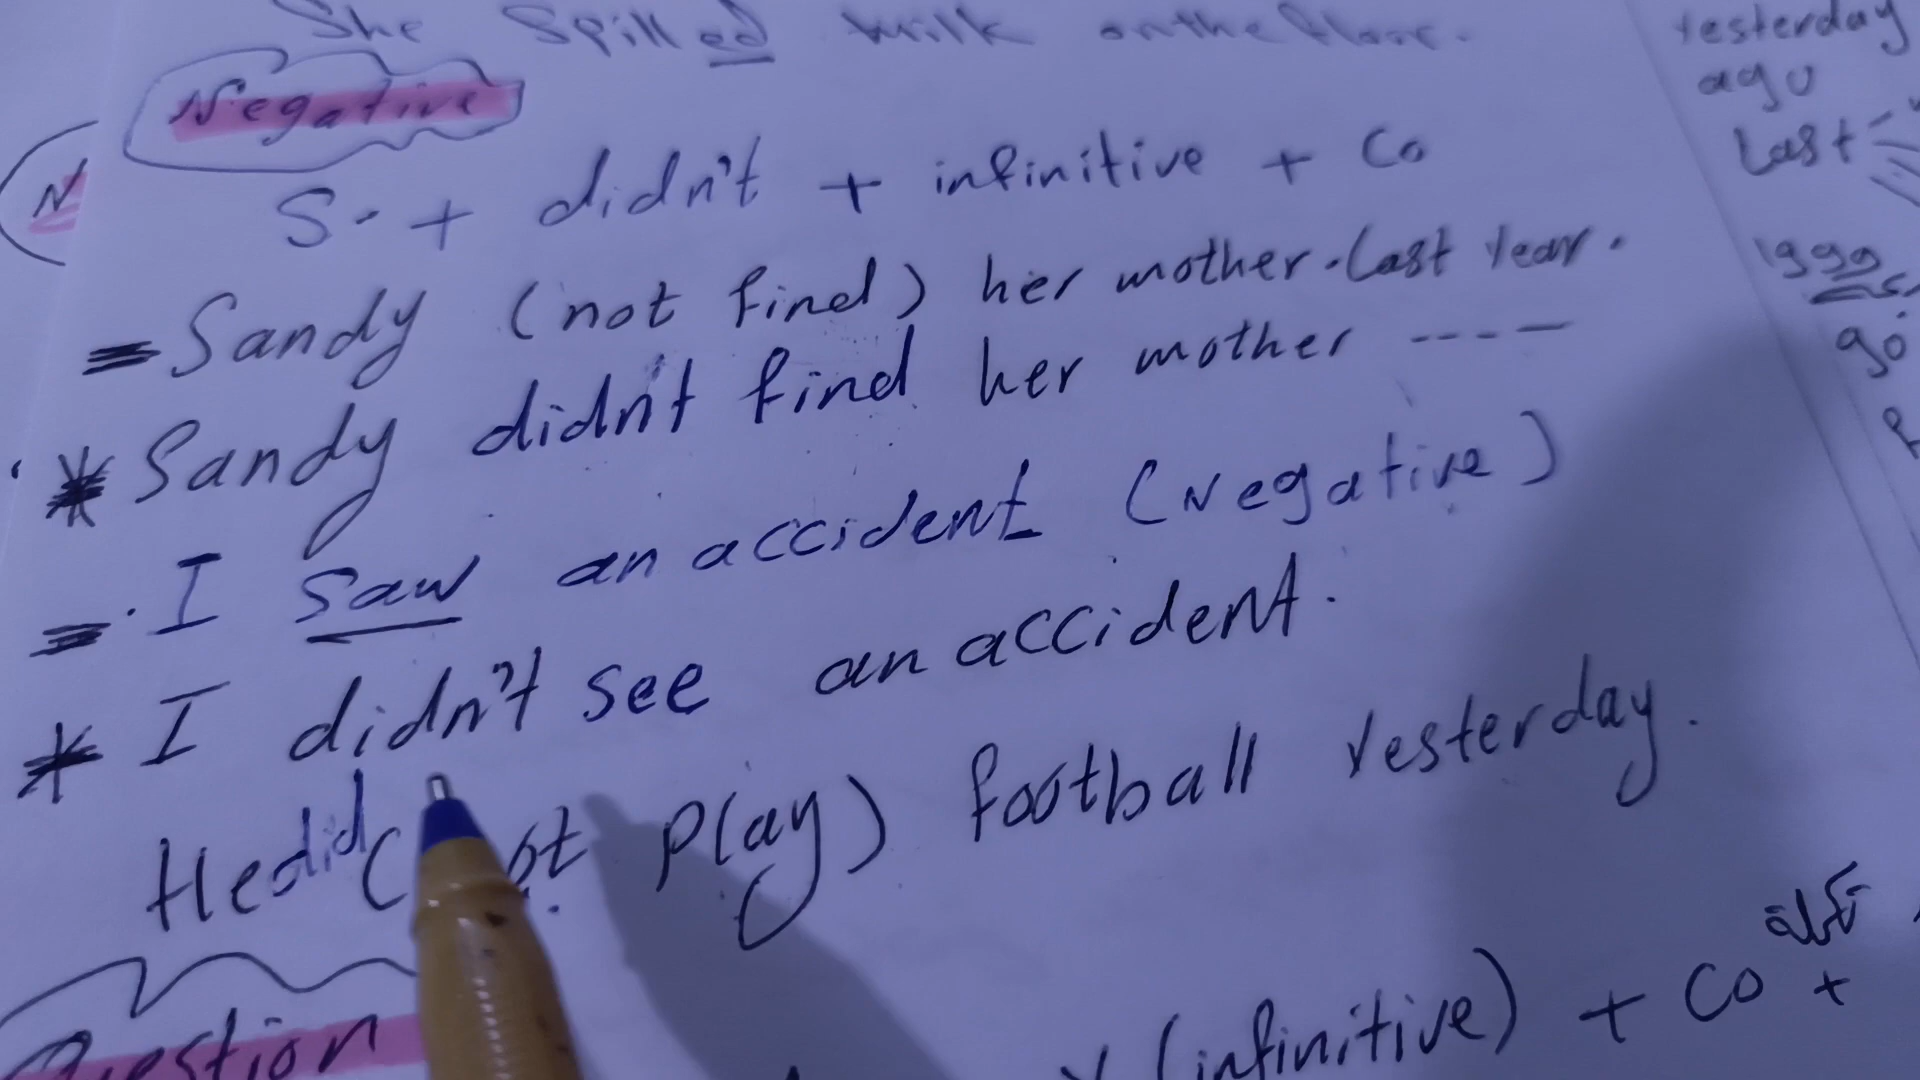 She Spilled milk on the floor.
Negative
S. + didn't + infinitive + Co
= Sandy (not find) her mother. Last Year.
* Sandy didn't find her mother -----
= . I saw an accident (Negative)
* I didn't see an accident.
He did ( ot Play) football Yesterday.
Question
(infinitive) + Co +
N
Yesterday
ago
Last
1999
go